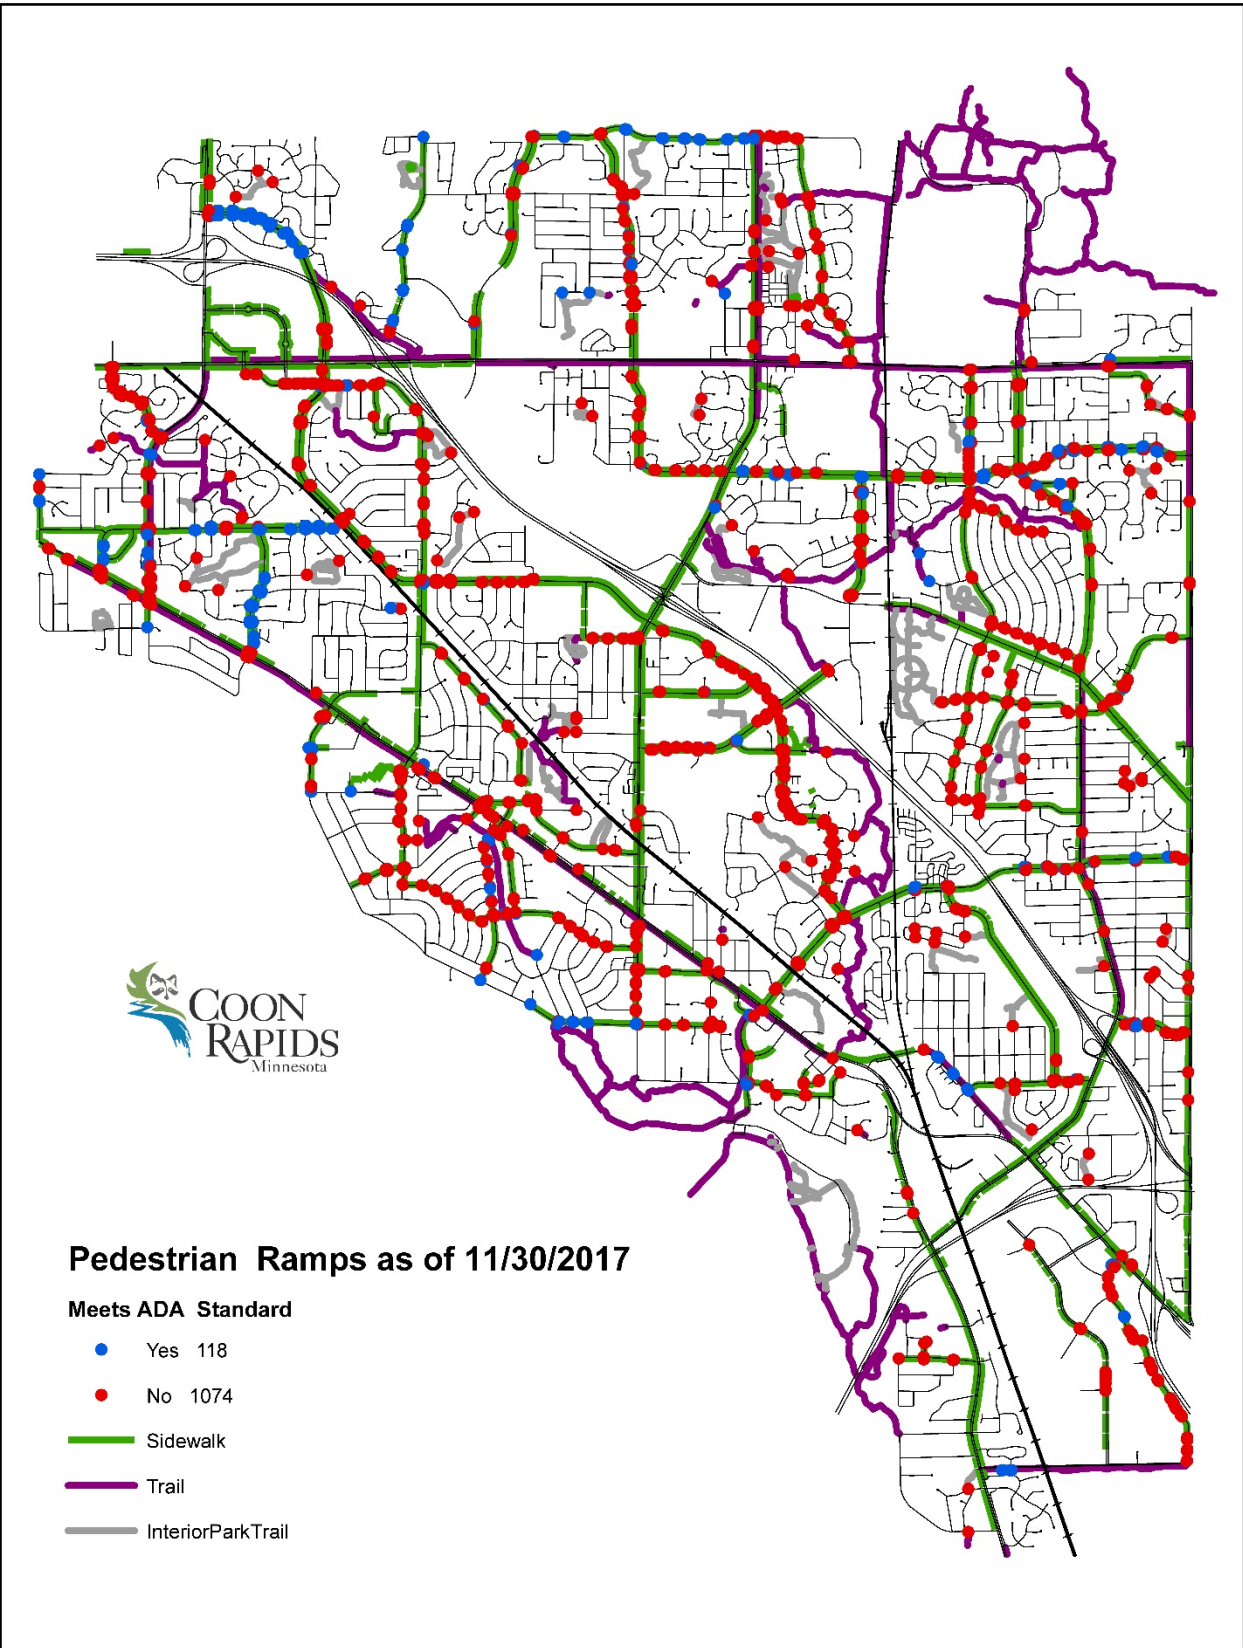 COON
RAPIDS
Minnesota
Pedestrian Ramps as of 11/30/2017
Meets ADA Standard
Yes 118
No 1074
Sidewalk
Trail
InteriorParkTrail